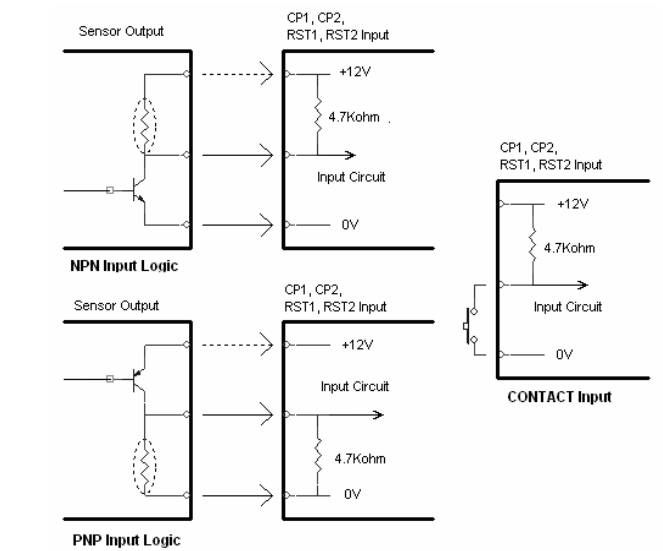 Sensor Output
CP1, CP2,
RST1, RST2 Input
+12V
4.7Kohm
Input Circuit
0V
NPN Input Logic
Sensor Output
CP1, CP2,
RST1, RST2 Input
+12V
Input Circuit
4.7Kohm
0V
PNP Input Logic
CP1, CP2,
RST1, RST2 Input
+12V
4.7Kohm
Input Circuit
0V
CONTACT Input